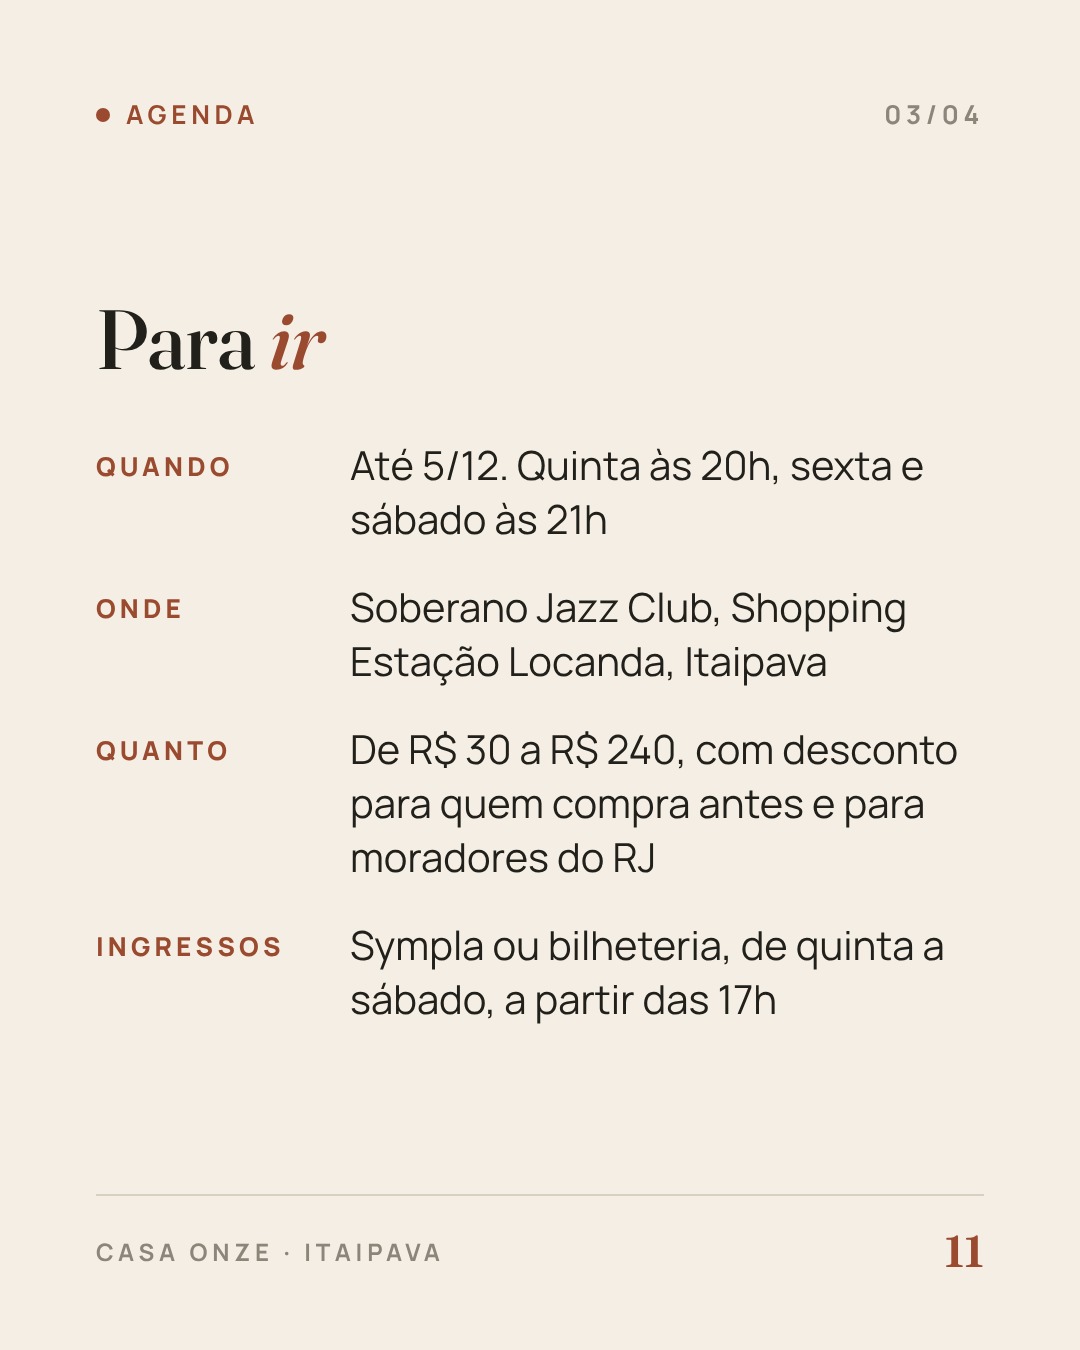 AGENDA
03/04
Para ir
QUANDO
Até 5/12. Quinta às 20h, sexta e
sábado às 21h
ONDE
Soberano Jazz Club, Shopping
Estação Locanda, Itaipava
QUANTO
De R$ 30 a R$ 240, com desconto
para quem compra antes e para
moradores do RJ
INGRESSOS
Sympla ou bilheteria, de quinta a
sábado, a partir das 17h
CASA ONZE · ITAIPAVA
11